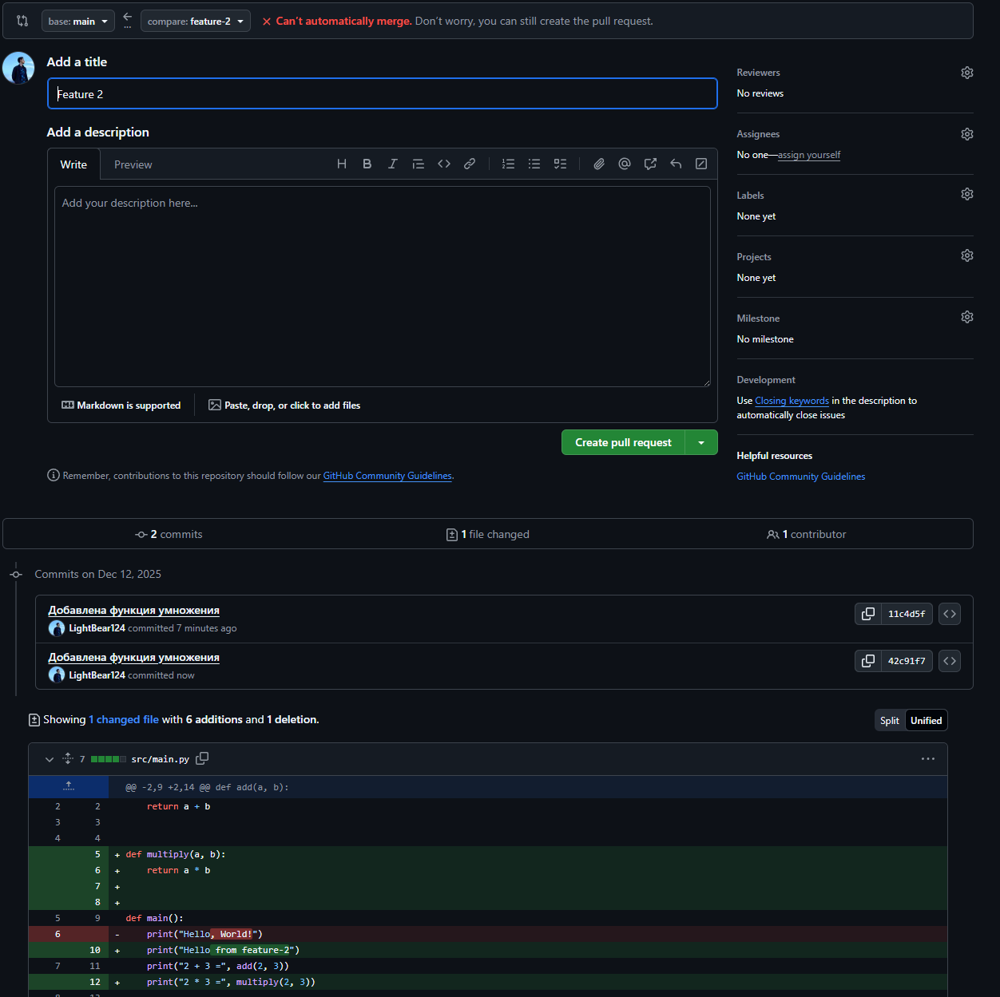 base: main
compare: feature-2
Can't automatically merge. Don't worry, you can still create the pull request.
Add a title
Feature 2
Add a description
Write
Preview
Add your description here...
Markdown is supported
Paste, drop, or click to add files
Create pull request
Remember, contributions to this repository should follow our GitHub Community Guidelines.
Reviewers
No reviews
Assignees
No one—assign yourself
Labels
None yet
Projects
None yet
Milestone
No milestone
Development
Use Closing keywords in the description to
automatically close issues
Helpful resources
GitHub Community Guidelines
2 commits
1 file changed
1 contributor
Commits on Dec 12, 2025
Добавлена функция умножения
LightBear124 committed 7 minutes ago
11c4d5f
Добавлена функция умножения
LightBear124 committed now
42c91f7
Showing 1 changed file with 6 additions and 1 deletion.
Split
Unified
7 src/main.py
@@ -2,9 +2,14 @@ def add(a, b):
2 2 return a + b
3 3
4 4
5 + def multiply(a, b):
6 + return a * b
7 +
8 +
5 9 def main():
6 - print("Hello, World!")
10 + print("Hello from feature-2")
7 11 print("2 + 3 =", add(2, 3))
12 + print("2 * 3 =", multiply(2, 3))